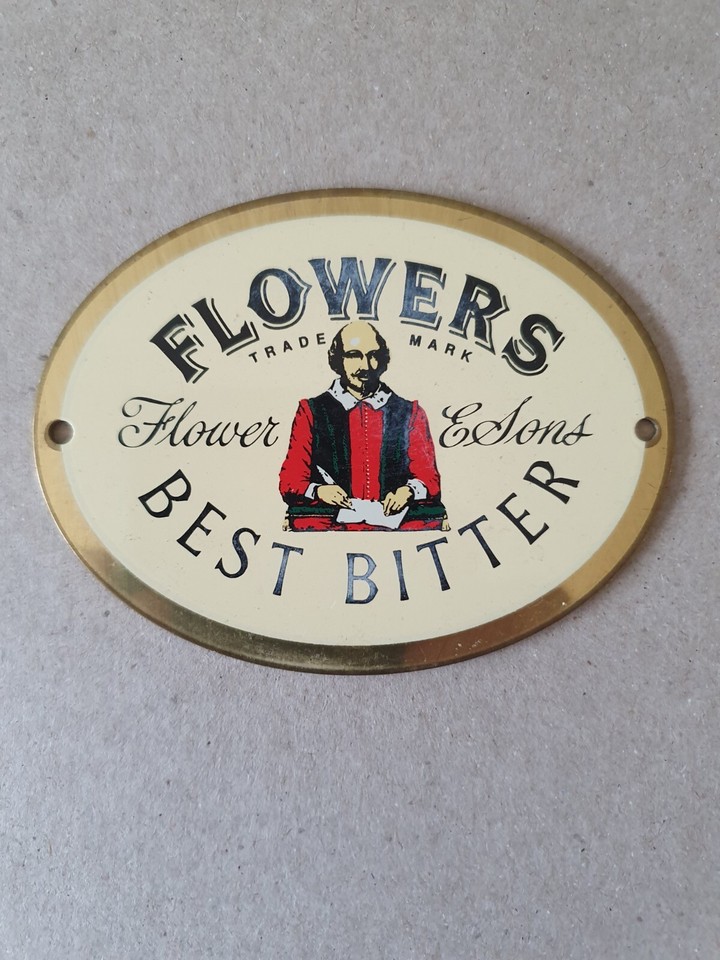 FLOWERS
TRADE MARK
Flower & Sons
BEST BITTER